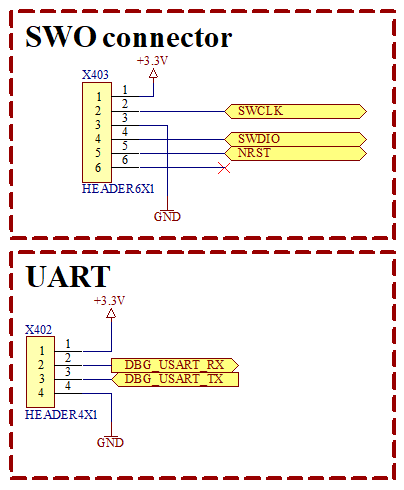 SWO connector
+3.3V
X403
1 1
2 2 SWCLK
3 3
4 4 SWDIO
5 5 NRST
6 6
HEADER6X1
GND
UART
+3.3V
X402
1 1
2 2 DBG_USART_RX
3 3 DBG_USART_TX
4 4
HEADER4X1
GND